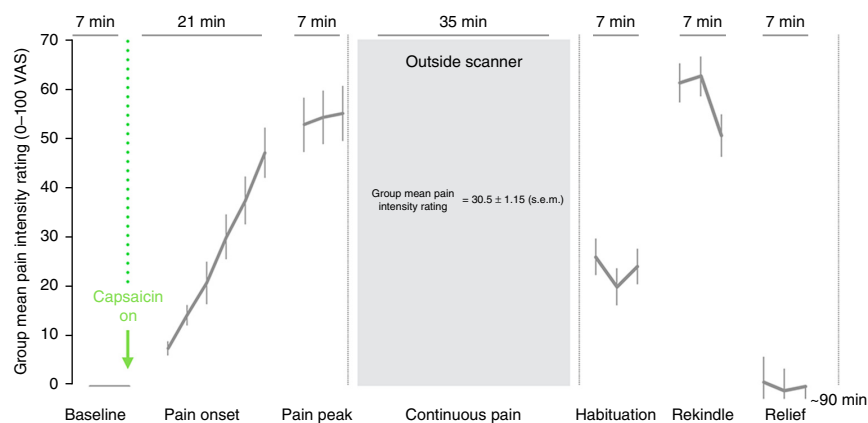 7 min
21 min
7 min
35 min
7 min
7 min
7 min
Group mean pain intensity rating (0–100 VAS)
70
60
50
40
30
20
10
0
Outside scanner
Group mean pain
intensity rating
= 30.5 ± 1.15 (s.e.m.)
Capsaicin
on
~90 min
Baseline
Pain onset
Pain peak
Continuous pain
Habituation
Rekindle
Relief